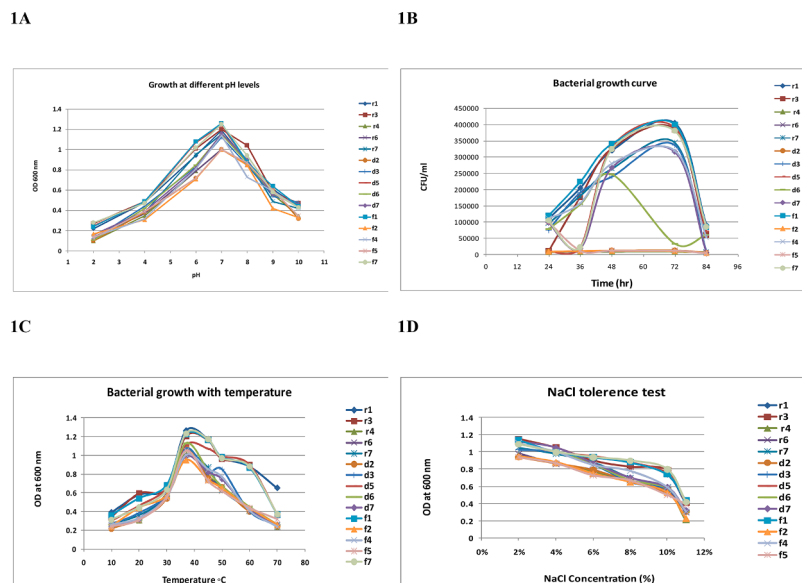 1A
1B
Growth at different pH levels
OD 600 nm
1.4
1.2
1
0.8
0.6
0.4
0.2
0
1 2 3 4 5 6 7 8 9 10 11
pH
r1
r3
r4
r6
r7
d2
d3
d5
d6
d7
f1
f2
f4
f5
f7
Bacterial growth curve
CFU/ml
450000
400000
350000
300000
250000
200000
150000
100000
50000
0
0 12 24 36 48 60 72 84 96
Time (hr)
r1
r3
r4
r6
r7
d2
d3
d5
d6
d7
f1
f2
f4
f5
f7
1C
1D
Bacterial growth with temperature
OD at 600 nm
1.4
1.2
1
0.8
0.6
0.4
0.2
0
0 10 20 30 40 50 60 70 80
Temperature ◦C
r1
r3
r4
r6
r7
d2
d3
d5
d6
d7
f1
f2
f4
f5
f7
NaCl tolerence test
OD at 600 nm
1.4
1.2
1
0.8
0.6
0.4
0.2
0
0% 2% 4% 6% 8% 10% 12%
NaCl Concentration (%)
r1
r3
r4
r6
r7
d2
d3
d5
d6
d7
f1
f2
f4
f5